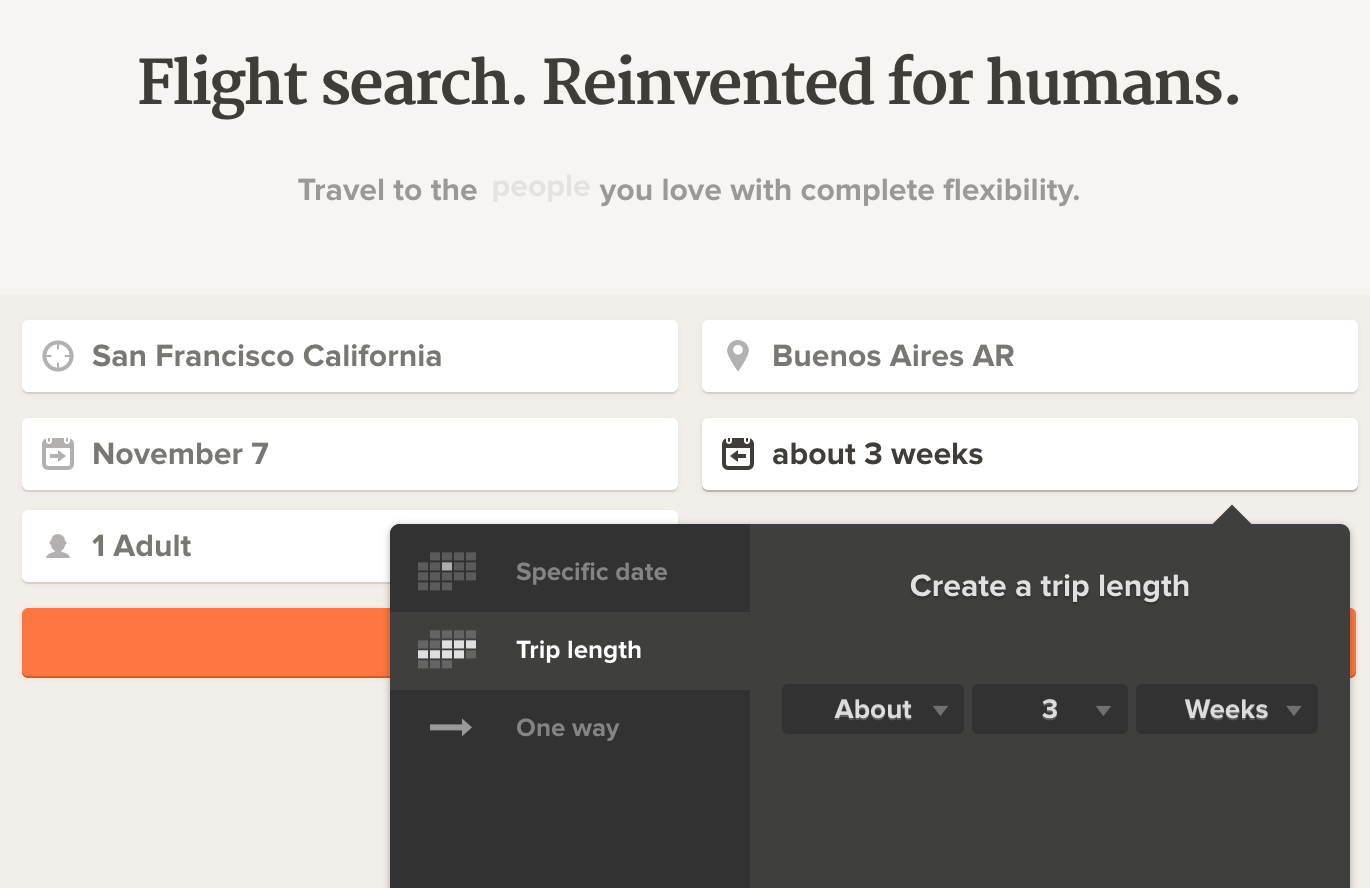 Flight search. Reinvented for humans.
Travel to the people you love with complete flexibility.
San Francisco California
Buenos Aires AR
November 7
about 3 weeks
1 Adult
Specific date
Trip length
One way
Create a trip length
About 3 Weeks